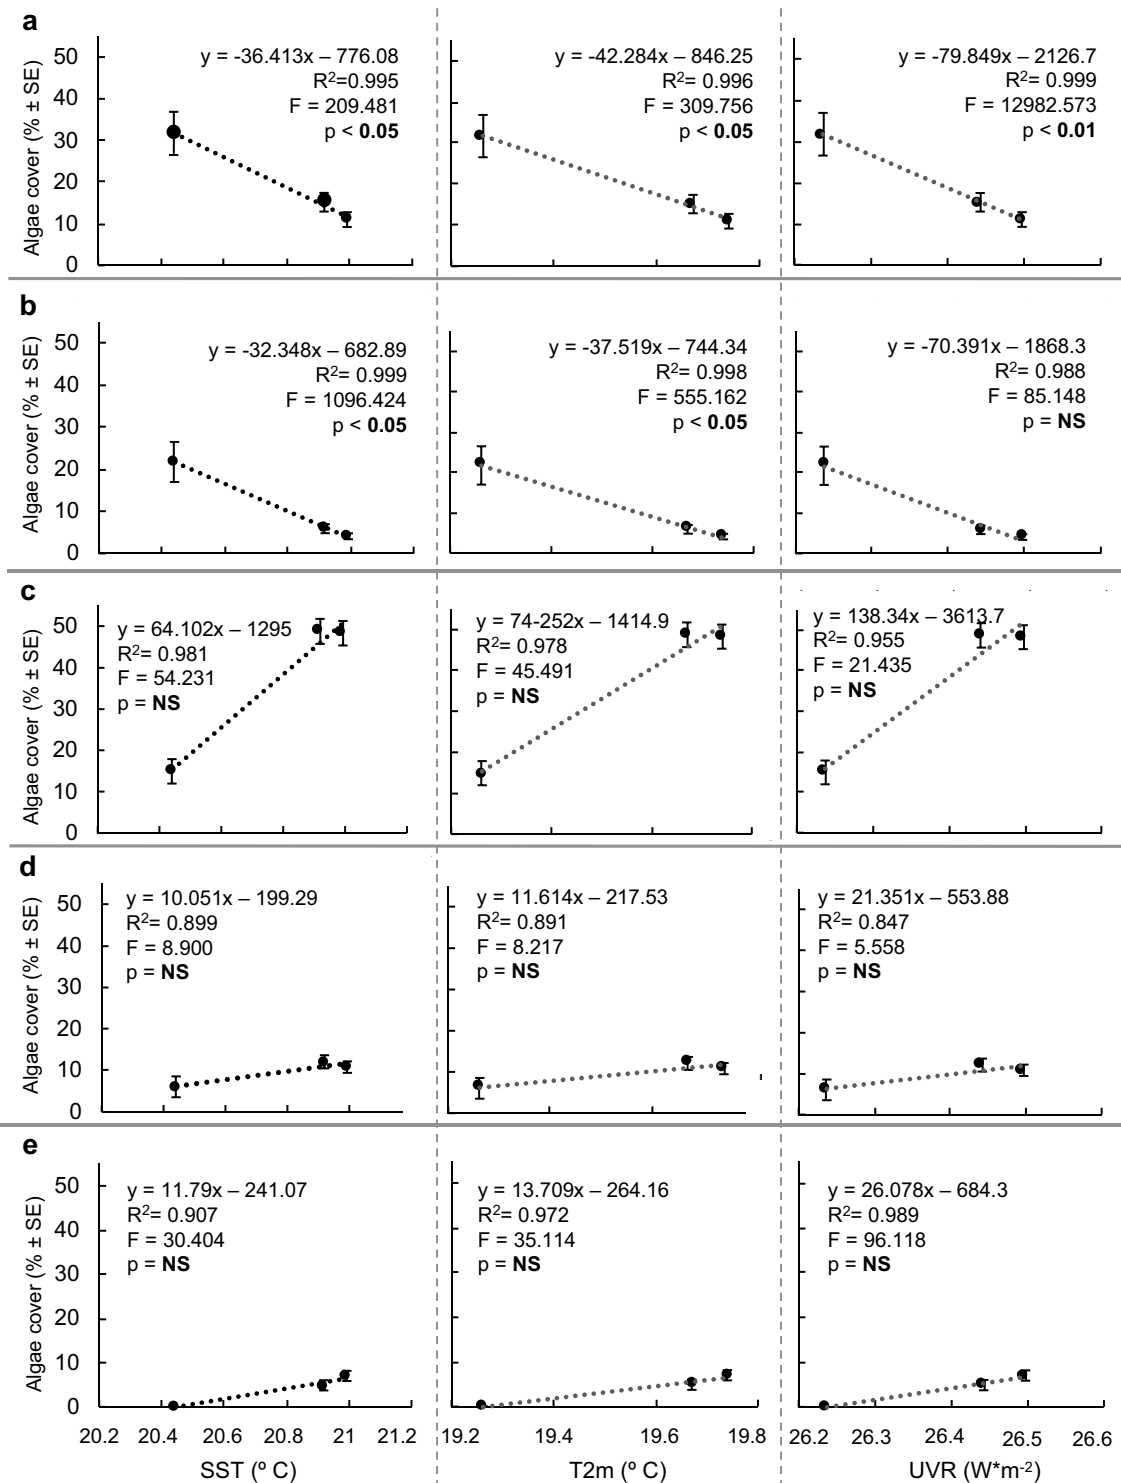 a
y = -36.413x – 776.08
R²=0.995
F = 209.481
p < 0.05
y = -42.284x – 846.25
R²= 0.996
F = 309.756
p < 0.05
y = -79.849x – 2126.7
R²= 0.999
F = 12982.573
p < 0.01
Algae cover (% ± SE)
50
40
30
20
10
0
b
y = -32.348x – 682.89
R²= 0.999
F = 1096.424
p < 0.05
y = -37.519x – 744.34
R²= 0.998
F = 555.162
p < 0.05
y = -70.391x – 1868.3
R²= 0.988
F = 85.148
p = NS
Algae cover (% ± SE)
50
40
30
20
10
0
c
y = 64.102x – 1295
R²= 0.981
F = 54.231
p = NS
y = 74-252x – 1414.9
R²= 0.978
F = 45.491
p = NS
y = 138.34x – 3613.7
R²= 0.955
F = 21.435
p = NS
Algae cover (% ± SE)
50
40
30
20
10
0
d
y = 10.051x – 199.29
R²= 0.899
F = 8.900
p = NS
y = 11.614x – 217.53
R²= 0.891
F = 8.217
p = NS
y = 21.351x – 553.88
R²= 0.847
F = 5.558
p = NS
Algae cover (% ± SE)
50
40
30
20
10
0
e
y = 11.79x – 241.07
R²= 0.907
F = 30.404
p = NS
y = 13.709x – 264.16
R²= 0.972
F = 35.114
p = NS
y = 26.078x – 684.3
R²= 0.989
F = 96.118
p = NS
Algae cover (% ± SE)
50
40
30
20
10
0
20.2 20.4 20.6 20.8 21 21.2
19.2 19.4 19.6 19.8
26.2 26.3 26.4 26.5 26.6
SST (º C)
T2m (º C)
UVR (W*m⁻²)